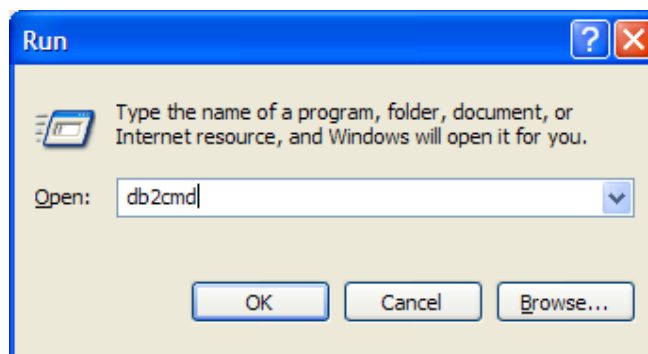 Run
Type the name of a program, folder, document, or
Internet resource, and Windows will open it for you.
Open: db2cmd
OK Cancel Browse...